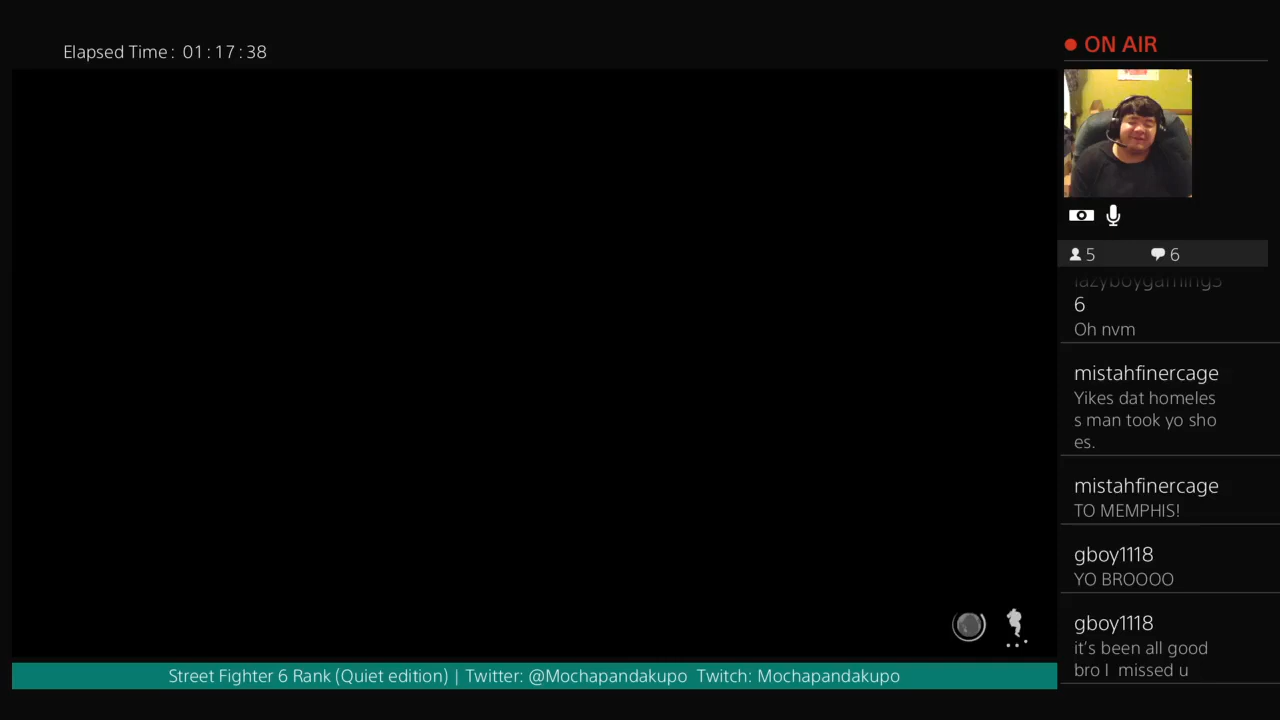 Elapsed Time: 01:17:38
ON AIR
5 6
lazyboygaming3
6
Oh nvm
mistahfinercage
Yikes dat homeles
s man took yo sho
es.
mistahfinercage
TO MEMPHIS!
gboy1118
YO BROOOO
gboy1118
it's been all good
bro I missed u
Street Fighter 6 Rank (Quiet edition) | Twitter: @Mochapandakupo Twitch: Mochapandakupo